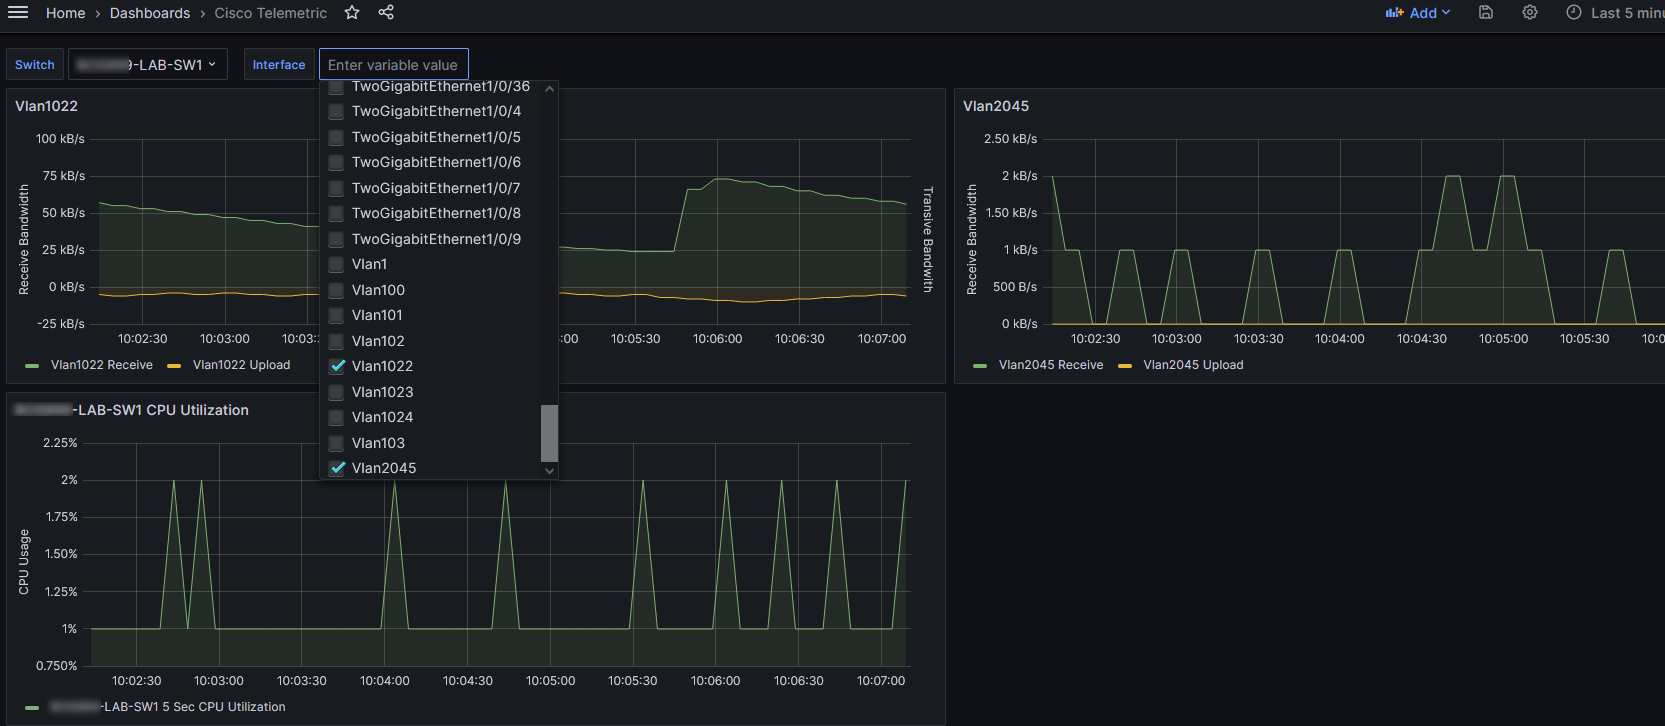 Home › Dashboards › Cisco Telemetric
Add
Last 5 minu
Switch
9-LAB-SW1
Interface
Enter variable value
TwoGigabitEthernet1/0/36
TwoGigabitEthernet1/0/4
TwoGigabitEthernet1/0/5
TwoGigabitEthernet1/0/6
TwoGigabitEthernet1/0/7
TwoGigabitEthernet1/0/8
TwoGigabitEthernet1/0/9
Vlan1
Vlan100
Vlan101
Vlan102
Vlan1022
Vlan1023
Vlan1024
Vlan103
Vlan2045
Vlan1022
100 kB/s
75 kB/s
50 kB/s
25 kB/s
0 kB/s
-25 kB/s
Receive Bandwidth
Transive Bandwith
10:02:30 10:03:00 10:03:3 :00 10:05:30 10:06:00 10:06:30 10:07:00
Vlan1022 Receive Vlan1022 Upload
Vlan2045
2.50 kB/s
2 kB/s
1.50 kB/s
1 kB/s
500 B/s
0 kB/s
Receive Bandwidth
10:02:30 10:03:00 10:03:30 10:04:00 10:04:30 10:05:00 10:05:30 10:0
Vlan2045 Receive Vlan2045 Upload
-LAB-SW1 CPU Utilization
2.25%
2%
1.75%
1.50%
1.25%
1%
0.750%
CPU Usage
10:02:30 10:03:00 10:03:30 10:04:00 10:04:30 10:05:00 10:05:30 10:06:00 10:06:30 10:07:00
-LAB-SW1 5 Sec CPU Utilization